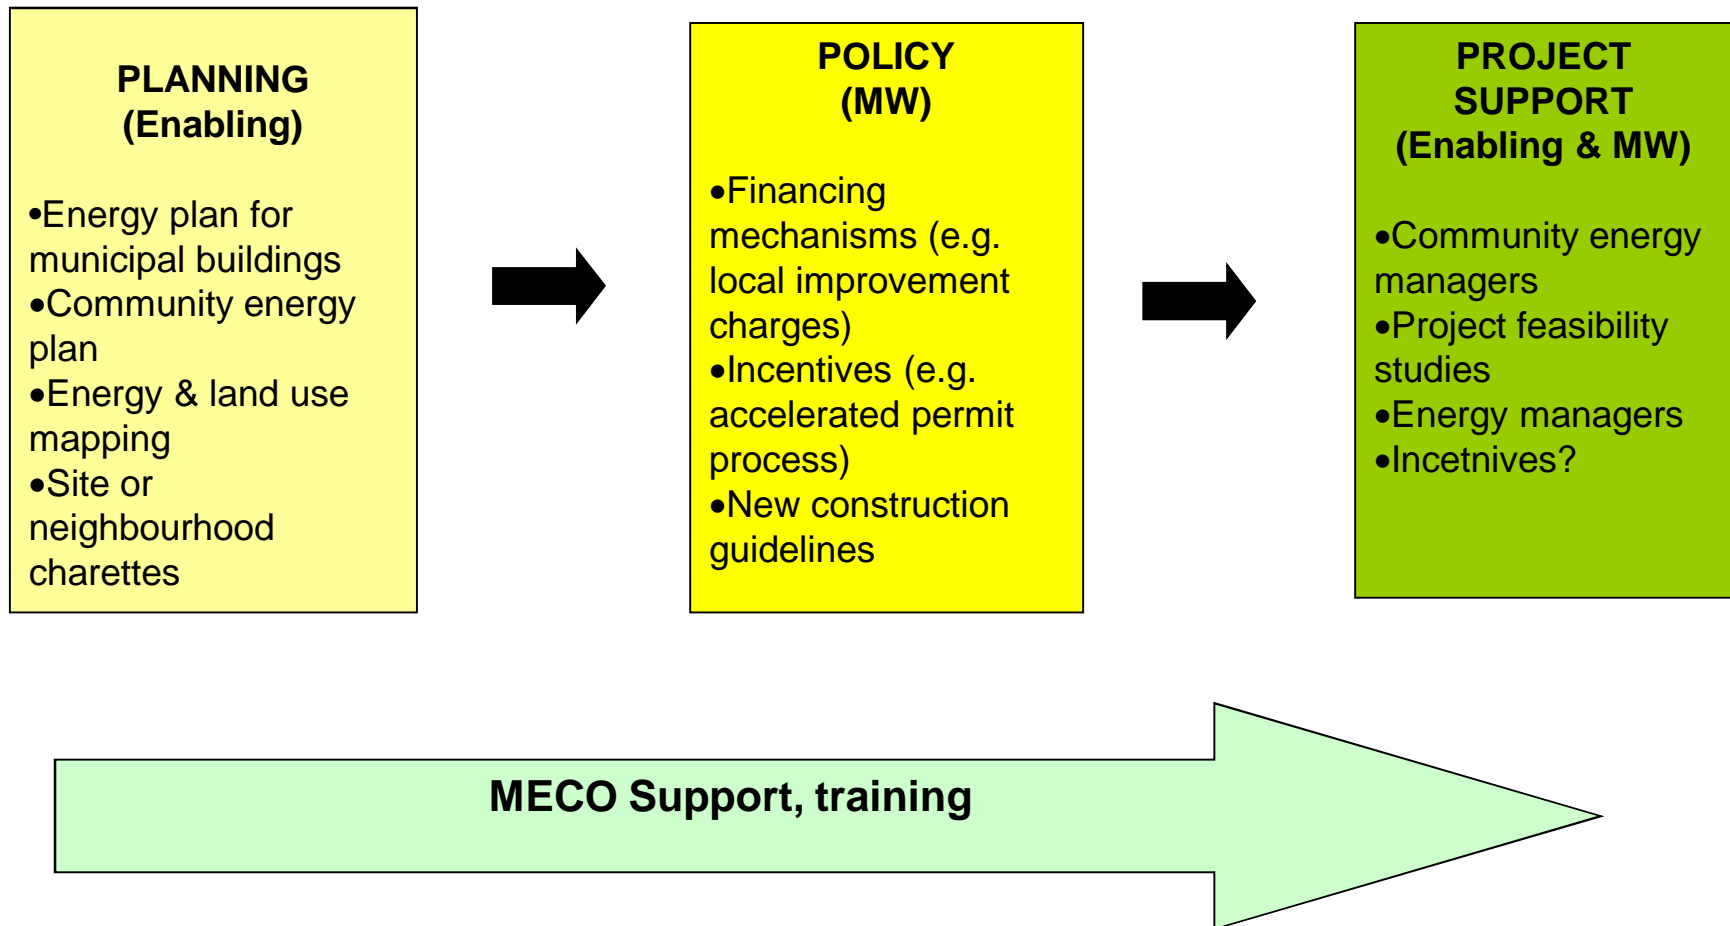 PLANNING
(Enabling)
•Energy plan for
municipal buildings
•Community energy
plan
•Energy & land use
mapping
•Site or
neighbourhood
charettes
POLICY
(MW)
•Financing
mechanisms (e.g.
local improvement
charges)
•Incentives (e.g.
accelerated permit
process)
•New construction
guidelines
PROJECT
SUPPORT
(Enabling & MW)
•Community energy
managers
•Project feasibility
studies
•Energy managers
•Incetnives?
MECO Support, training